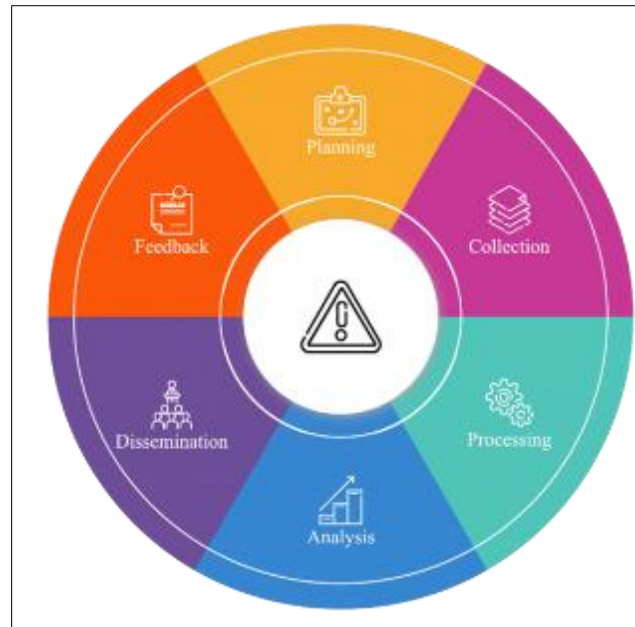 Planning
Collection
Processing
Analysis
Dissemination
Feedback